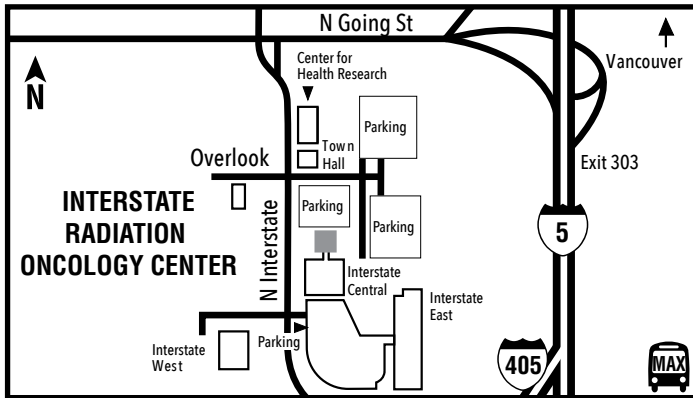 N Going St
Center for
Health Research
Vancouver
N
Parking
Town
Hall
Overlook
Exit 303
INTERSTATE
RADIATION
ONCOLOGY CENTER
Parking
Parking
5
N Interstate
Interstate
Central
Interstate
East
Parking
Interstate
West
405
MAX